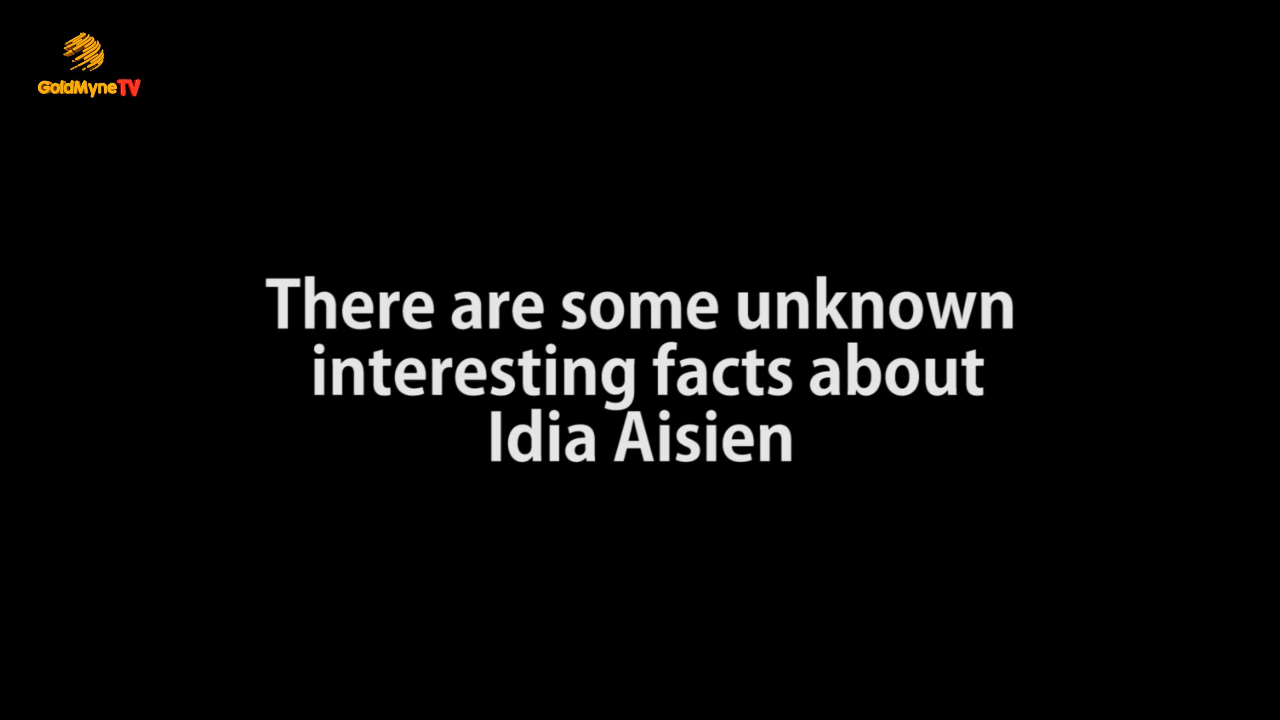 GoldMyneTV
There are some unknown
interesting facts about
Idia Aisien